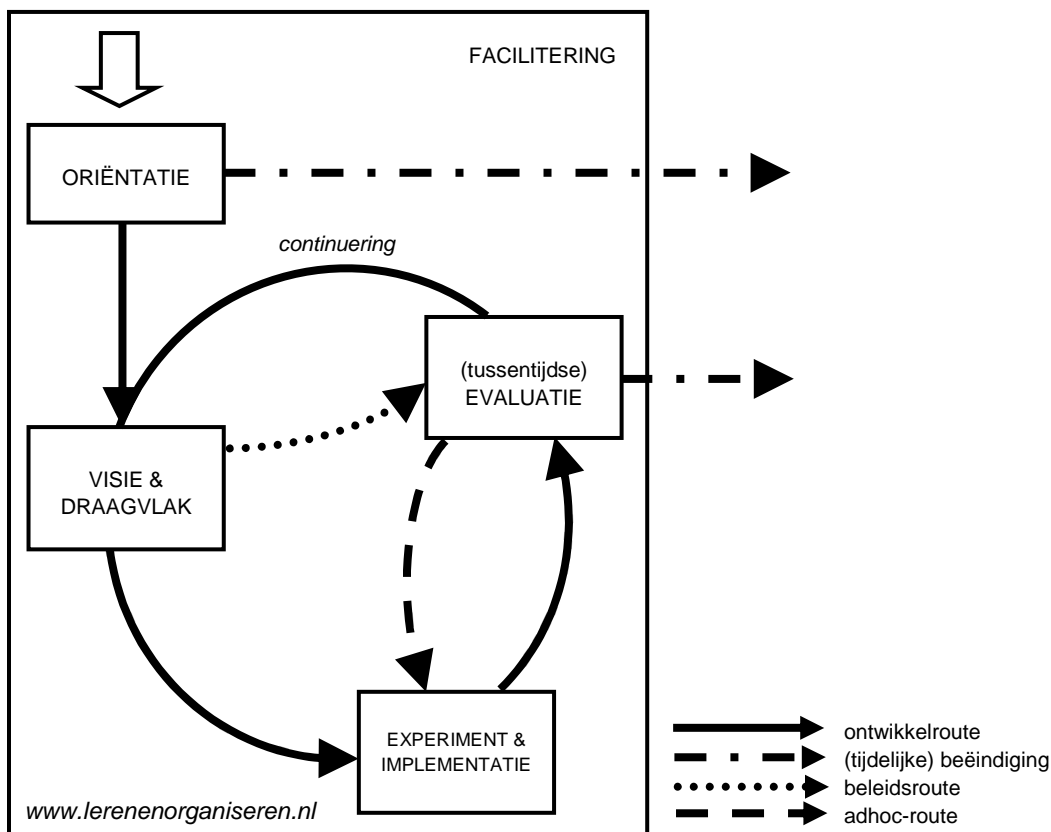 FACILITERING
ORIËNTATIE
continuering
(tussentijdse)
EVALUATIE
VISIE &
DRAAGVLAK
EXPERIMENT &
IMPLEMENTATIE
www.lerenenorganiseren.nl
ontwikkelroute
(tijdelijke) beëindiging
beleidsroute
adhoc-route